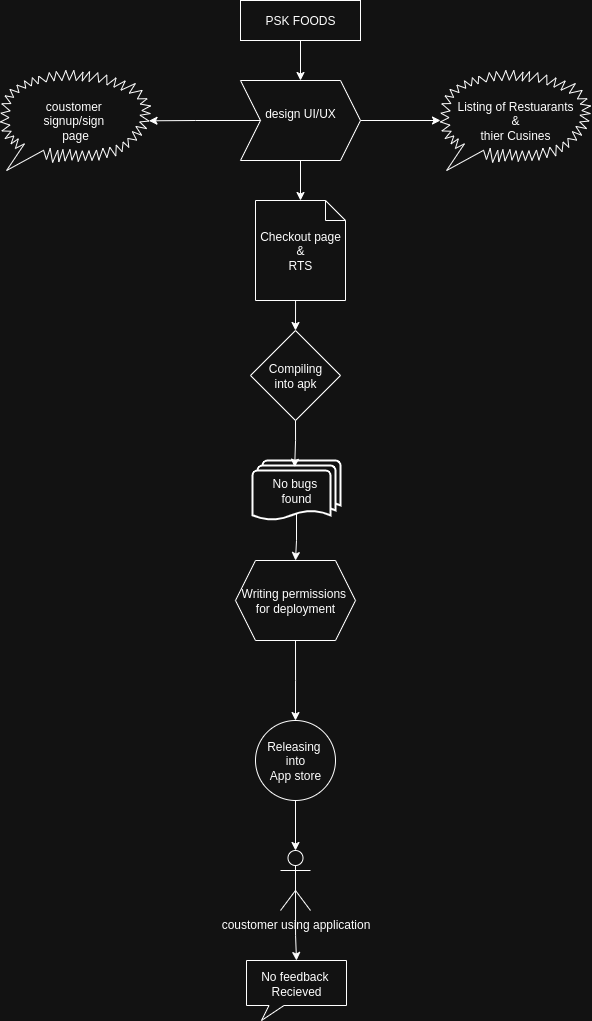 PSK FOODS
coustomer
signup/sign
page
design UI/UX
Listing of Restuarants
&
thier Cusines
Checkout page
&
RTS
Compiling
into apk
No bugs
found
Writing permissions
for deployment
Releasing
into
App store
coustomer using application
No feedback
Recieved